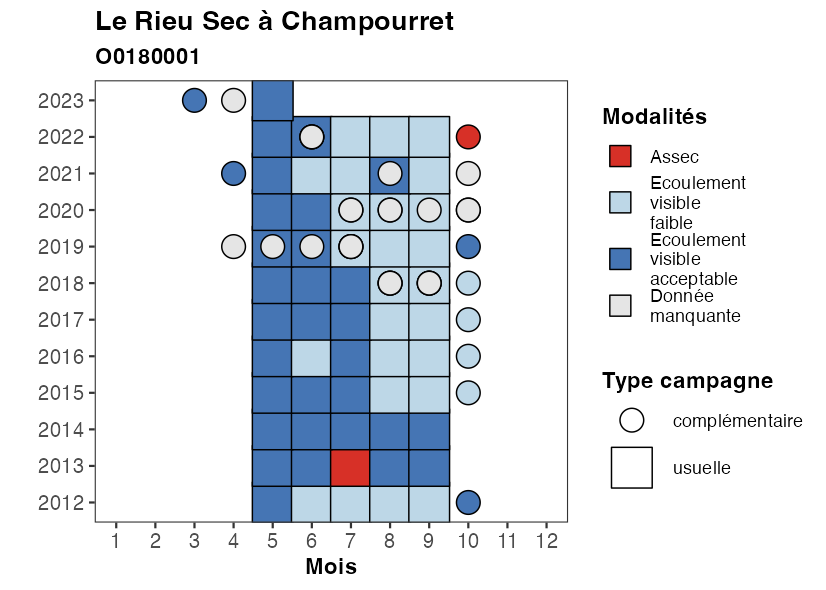 Le Rieu Sec à Champourret
O0180001
2023
2022
2021
2020
2019
2018
2017
2016
2015
2014
2013
2012
1 2 3 4 5 6 7 8 9 10 11 12
Mois
Modalités
Assec
Ecoulement
visible
faible
Ecoulement
visible
acceptable
Donnée
manquante
Type campagne
complémentaire
usuelle